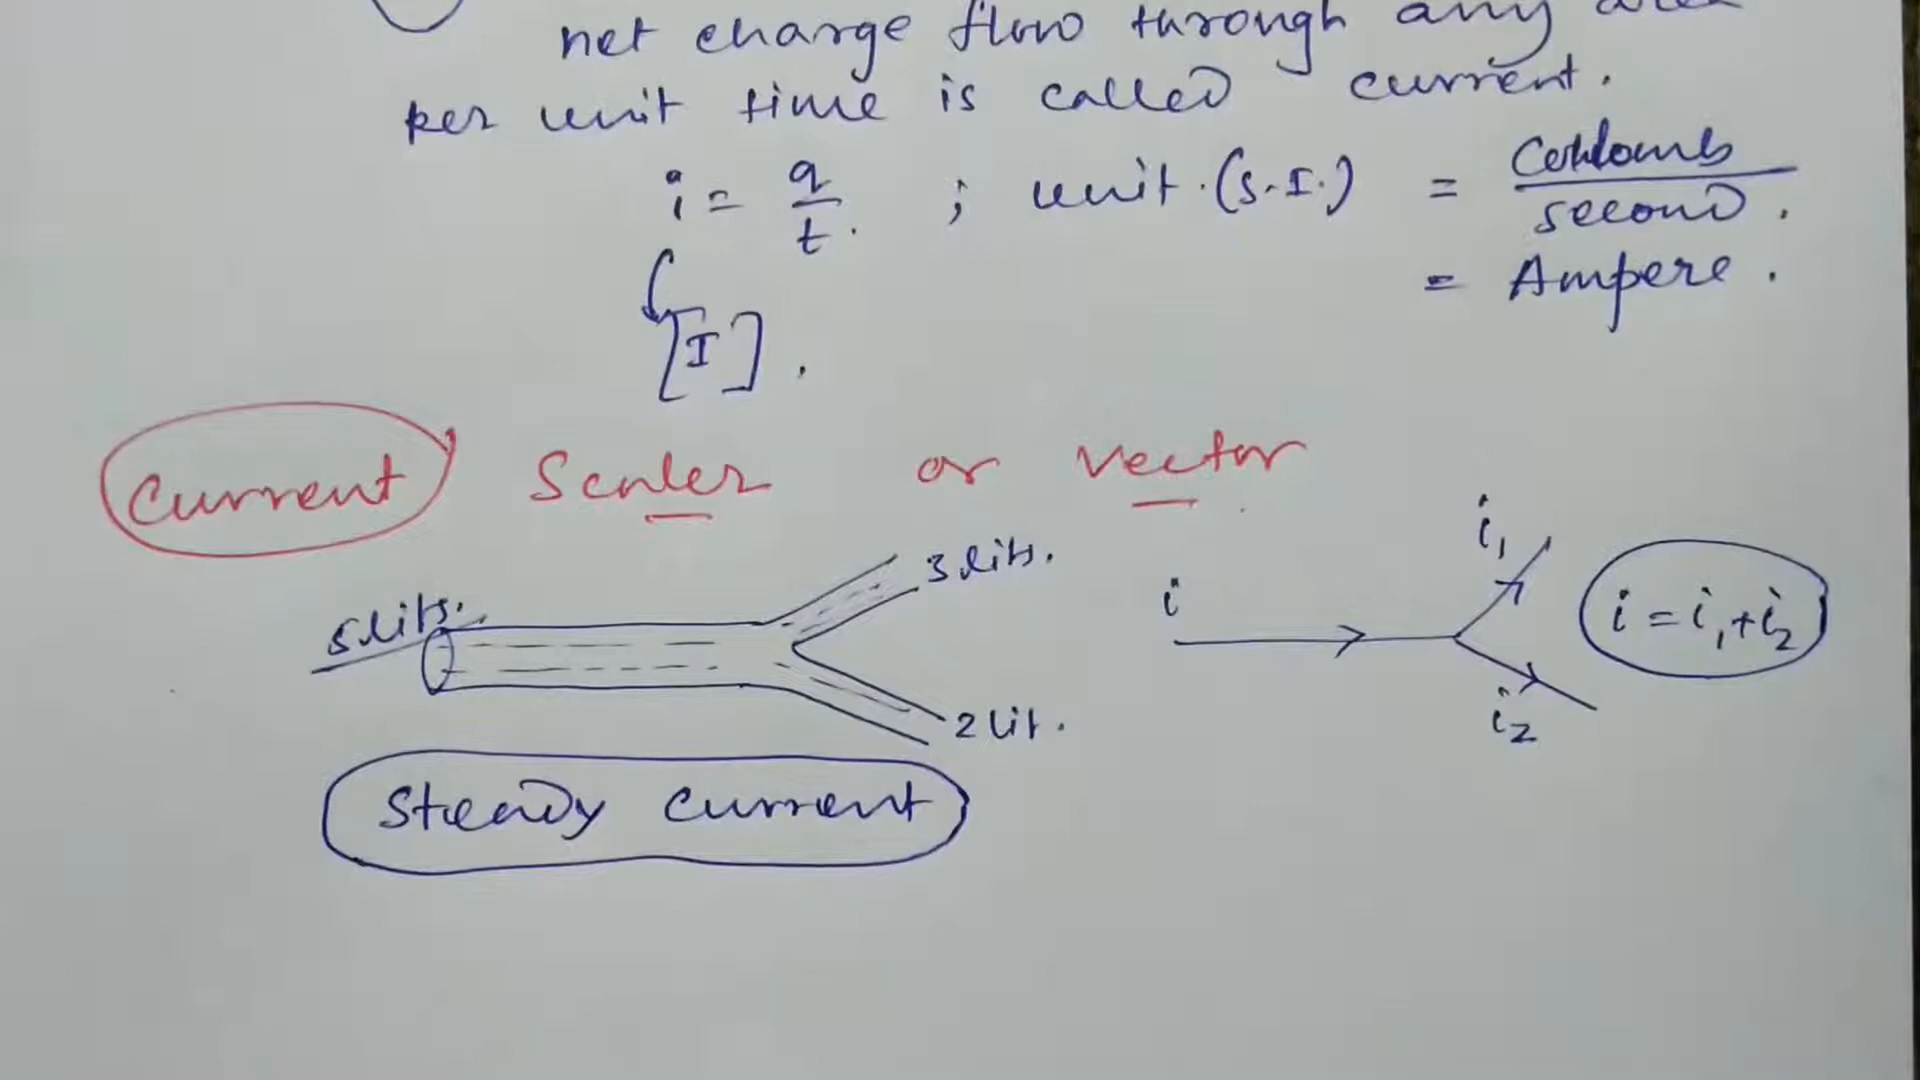 net charge flow through any area
per unit time is called current.
i = q/t. ; unit.(S.I.) = Coulomb/second.
= Ampere.
[I].
Current Scaler or vector
5 lits. 3 lits. i i1 i = i1+i2
2 lit. i2
Steady current